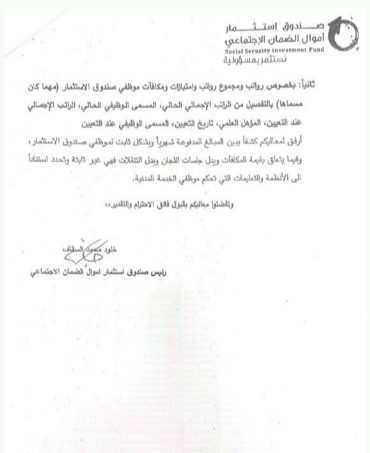 صندوق استثمار
أموال الضمان الاجتماعي
Social Security Investment Fund
نستثمر بمسؤولية
ثانياً: بخصوص رواتب ومجموع رواتب وامتيازات ومكافآت موظفي صندوق الاستثمار (مهما كان
مسماها) بالتفصيل من الراتب الإجمالي الحالي، المسمى الوظيفي الحالي، الراتب الإجمالي
عند التعيين، المؤهل العلمي، تاريخ التعيين، المسمى الوظيفي عند التعيين
أرفق لمعاليكم كشفاً يبين المبالغ المدفوعة شهرياً وبشكل ثابت لموظفي صندوق الاستثمار،
وفيما يتعلق بقيمة المكافآت وبدل جلسات اللجان وبدل التنقلات فهي غير ثابتة وتحدد استناداً
الى الأنظمة والتعليمات التي تحكم موظفي الخدمة المدنية.
وتفضلوا معاليكم بقبول فائق الاحترام والتقدير،،
خلود محمد السقاف
رئيس صندوق استثمار اموال الضمان الاجتماعي